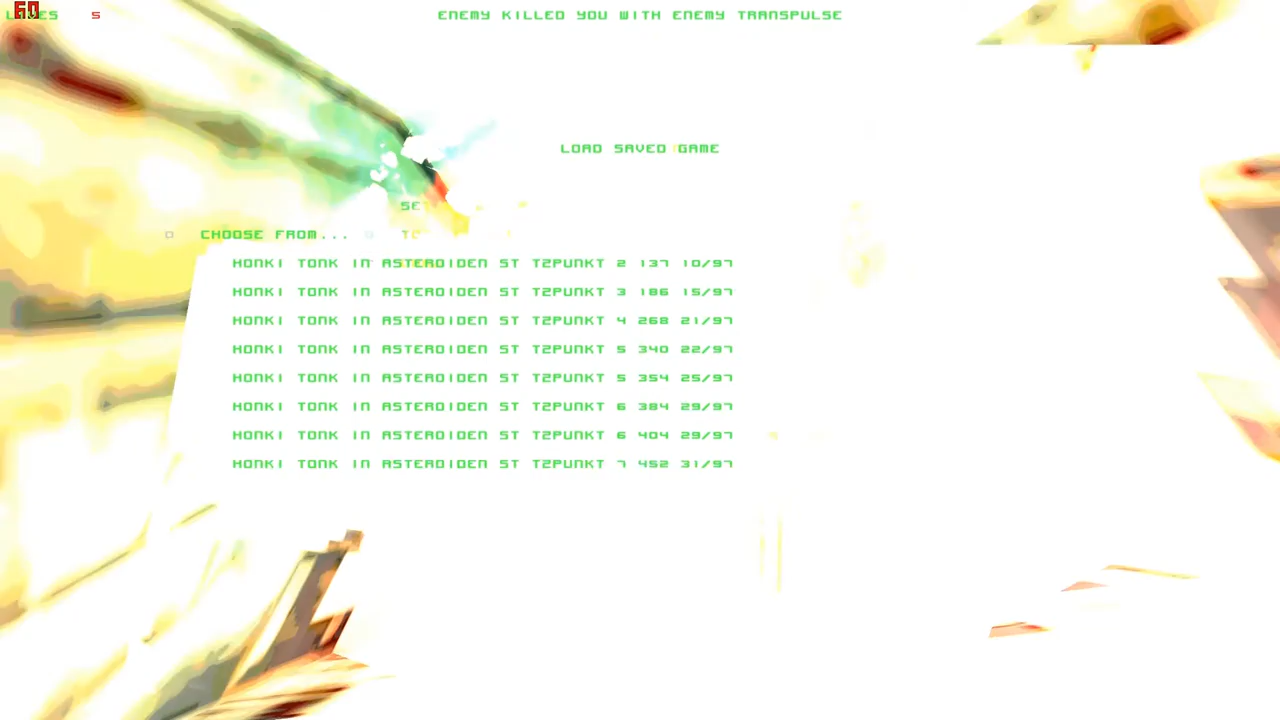 60
LIVES 5
ENEMY KILLED YOU WITH ENEMY TRANSPULSE
LOAD SAVED GAME
CHOOSE FROM...
HONKI TONK IN ASTEROIDEN ST T2PUNKT 2 137 10/97
HONKI TONK IN ASTEROIDEN ST T2PUNKT 3 186 15/97
HONKI TONK IN ASTEROIDEN ST T2PUNKT 4 268 21/97
HONKI TONK IN ASTEROIDEN ST T2PUNKT 5 340 22/97
HONKI TONK IN ASTEROIDEN ST T2PUNKT 5 354 25/97
HONKI TONK IN ASTEROIDEN ST T2PUNKT 6 384 29/97
HONKI TONK IN ASTEROIDEN ST T2PUNKT 6 404 29/97
HONKI TONK IN ASTEROIDEN ST T2PUNKT 7 452 31/97